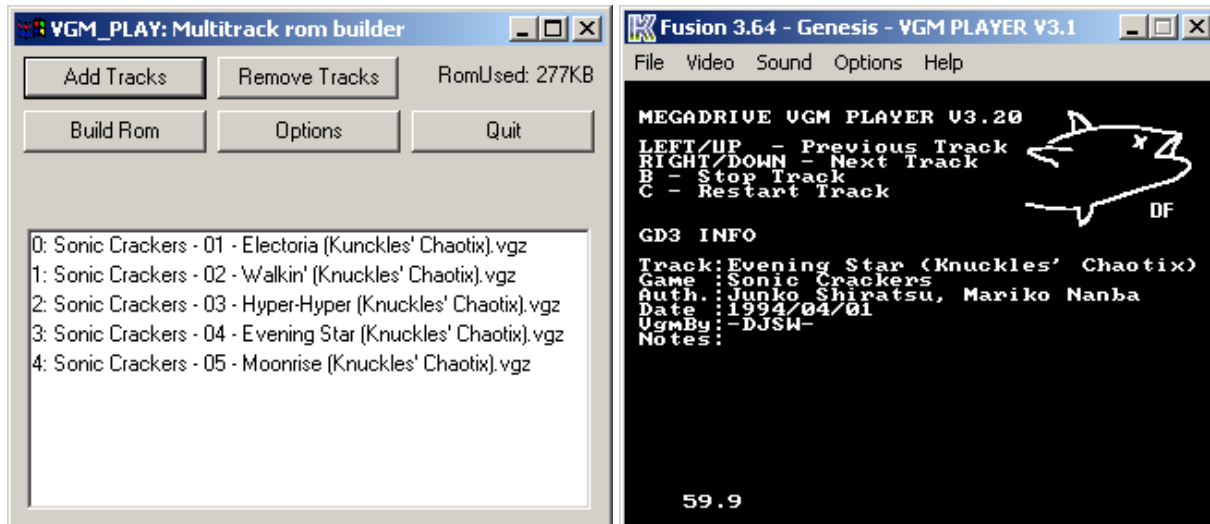 VGM_PLAY: Multitrack rom builder
Add Tracks Remove Tracks RomUsed: 277KB
Build Rom Options Quit
0: Sonic Crackers - 01 - Electoria (Kunckles' Chaotix).vgz
1: Sonic Crackers - 02 - Walkin' (Knuckles' Chaotix).vgz
2: Sonic Crackers - 03 - Hyper-Hyper (Knuckles' Chaotix).vgz
3: Sonic Crackers - 04 - Evening Star (Knuckles' Chaotix).vgz
4: Sonic Crackers - 05 - Moonrise (Knuckles' Chaotix).vgz
Fusion 3.64 - Genesis - VGM PLAYER V3.1
File Video Sound Options Help
MEGADRIVE VGM PLAYER V3.20
LEFT/UP - Previous Track
RIGHT/DOWN - Next Track
B - Stop Track
C - Restart Track
DF
GD3 INFO
Track:Evening Star (Knuckles' Chaotix)
Game :Sonic Crackers
Auth.:Junko Shiratsu, Mariko Nanba
Date :1994/04/01
VgmBy:-DJSW-
Notes:
59.9